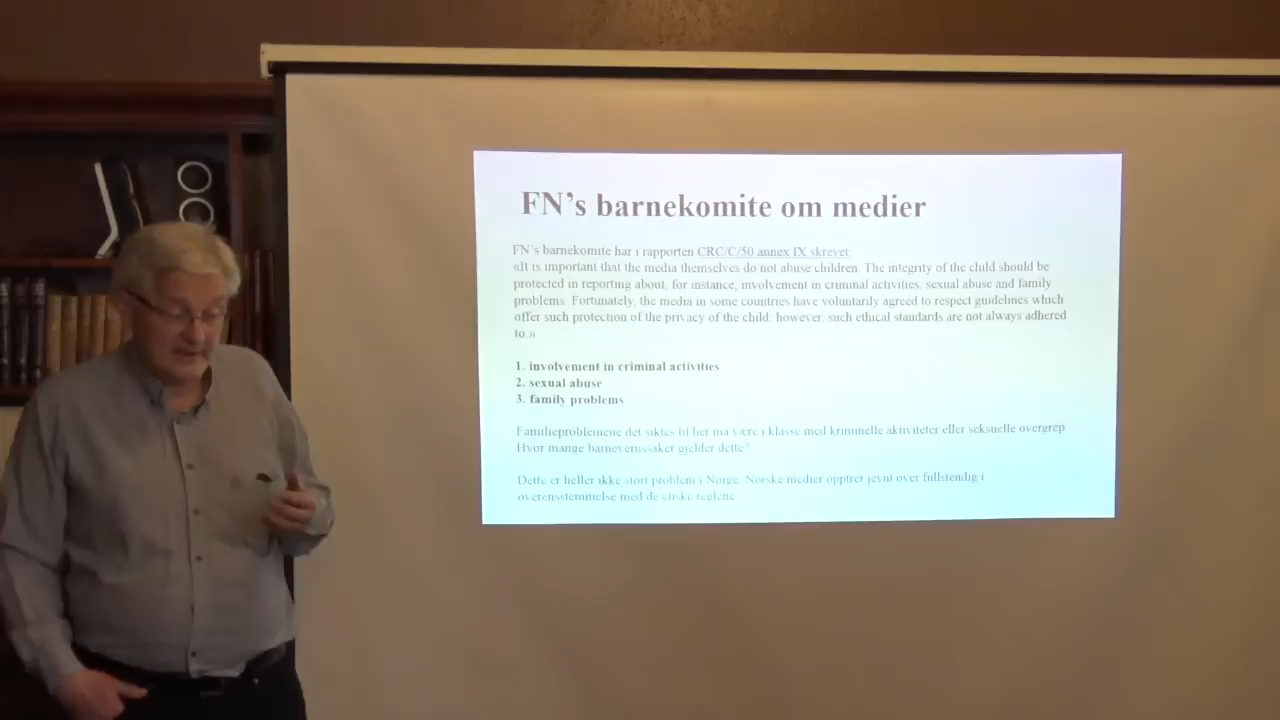 FN's barnekomite om medier
FN's barnekomite har i rapporten CRC/C/50 annex IX skrevet:
«It is important that the media themselves do not abuse children. The integrity of the child should be
protected in reporting about, for instance, involvement in criminal activities, sexual abuse and family
problems. Fortunately, the media in some countries have voluntarily agreed to respect guidelines which
offer such protection of the privacy of the child; however, such ethical standards are not always adhered
to.»
1. involvement in criminal activities
2. sexual abuse
3. family problems
Familieproblemene det siktes til her må være i klasse med kriminelle aktiviteter eller seksuelle overgrep.
Hvor mange barnevernssaker gjelder dette?
Dette er heller ikke stort problem i Norge. Norske medier opptrer jevnt over fullstendig i
overensstemmelse med de etiske reglene.